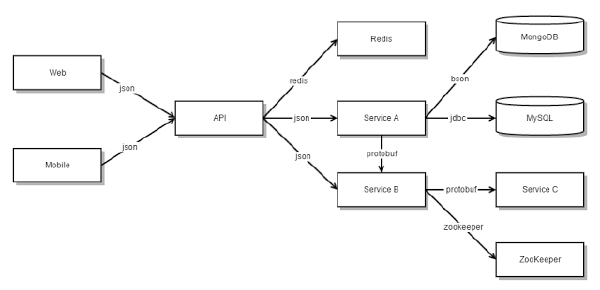 Web
Mobile
json
json
API
redis
json
json
Redis
Service A
protobuf
Service B
bson
jdbc
protobuf
zookeeper
MongoDB
MySQL
Service C
ZooKeeper